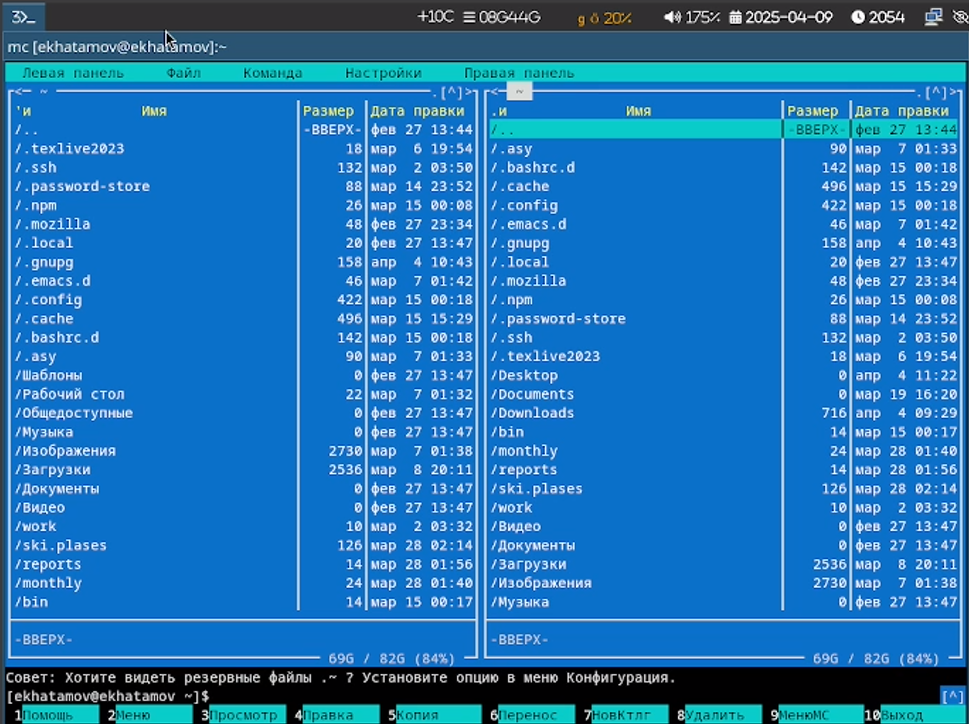 3>_ +10C 08G44G g ö 20% 175% 2025-04-09 2054
mc [ekhatamov@ekhatamov]:~
Левая панель Файл Команда Настройки Правая панель
<- ~ .[^]> <- ~ .[^]>
'и Имя Размер Дата правки .и Имя Размер Дата правки
/.. -ВВЕРХ- фев 27 13:44 /.. -ВВЕРХ- фев 27 13:44
/.texlive2023 18 мар 6 19:54 /.asy 90 мар 7 01:33
/.ssh 132 мар 2 03:50 /.bashrc.d 142 мар 15 00:18
/.password-store 88 мар 14 23:52 /.cache 496 мар 15 15:29
/.npm 26 мар 15 00:08 /.config 422 мар 15 00:18
/.mozilla 48 фев 27 23:34 /.emacs.d 46 мар 7 01:42
/.local 20 фев 27 13:47 /.gnupg 158 апр 4 10:43
/.gnupg 158 апр 4 10:43 /.local 20 фев 27 13:47
/.emacs.d 46 мар 7 01:42 /.mozilla 48 фев 27 23:34
/.config 422 мар 15 00:18 /.npm 26 мар 15 00:08
/.cache 496 мар 15 15:29 /.password-store 88 мар 14 23:52
/.bashrc.d 142 мар 15 00:18 /.ssh 132 мар 2 03:50
/.asy 90 мар 7 01:33 /.texlive2023 18 мар 6 19:54
/Шаблоны 0 фев 27 13:47 /Desktop 0 апр 4 11:22
/Рабочий стол 22 мар 7 01:32 /Documents 0 мар 19 16:20
/Общедоступные 0 фев 27 13:47 /Downloads 716 апр 4 09:29
/Музыка 0 фев 27 13:47 /bin 14 мар 15 00:17
/Изображения 2730 мар 7 01:38 /monthly 24 мар 28 01:40
/Загрузки 2536 мар 8 20:11 /reports 14 мар 28 01:56
/Документы 0 фев 27 13:47 /ski.plases 126 мар 28 02:14
/Видео 0 фев 27 13:47 /work 10 мар 2 03:32
/work 10 мар 2 03:32 /Видео 0 фев 27 13:47
/ski.plases 126 мар 28 02:14 /Документы 0 фев 27 13:47
/reports 14 мар 28 01:56 /Загрузки 2536 мар 8 20:11
/monthly 24 мар 28 01:40 /Изображения 2730 мар 7 01:38
/bin 14 мар 15 00:17 /Музыка 0 фев 27 13:47
-ВВЕРХ- -ВВЕРХ-
69G / 82G (84%) 69G / 82G (84%)
Совет: Хотите видеть резервные файлы .~ ? Установите опцию в меню Конфигурация.
[ekhatamov@ekhatamov ~]$ [^]
1Помощь 2Меню 3Просмотр 4Правка 5Копия 6Перенос 7НовКтлг 8Удалить 9МенюМС 10Выход